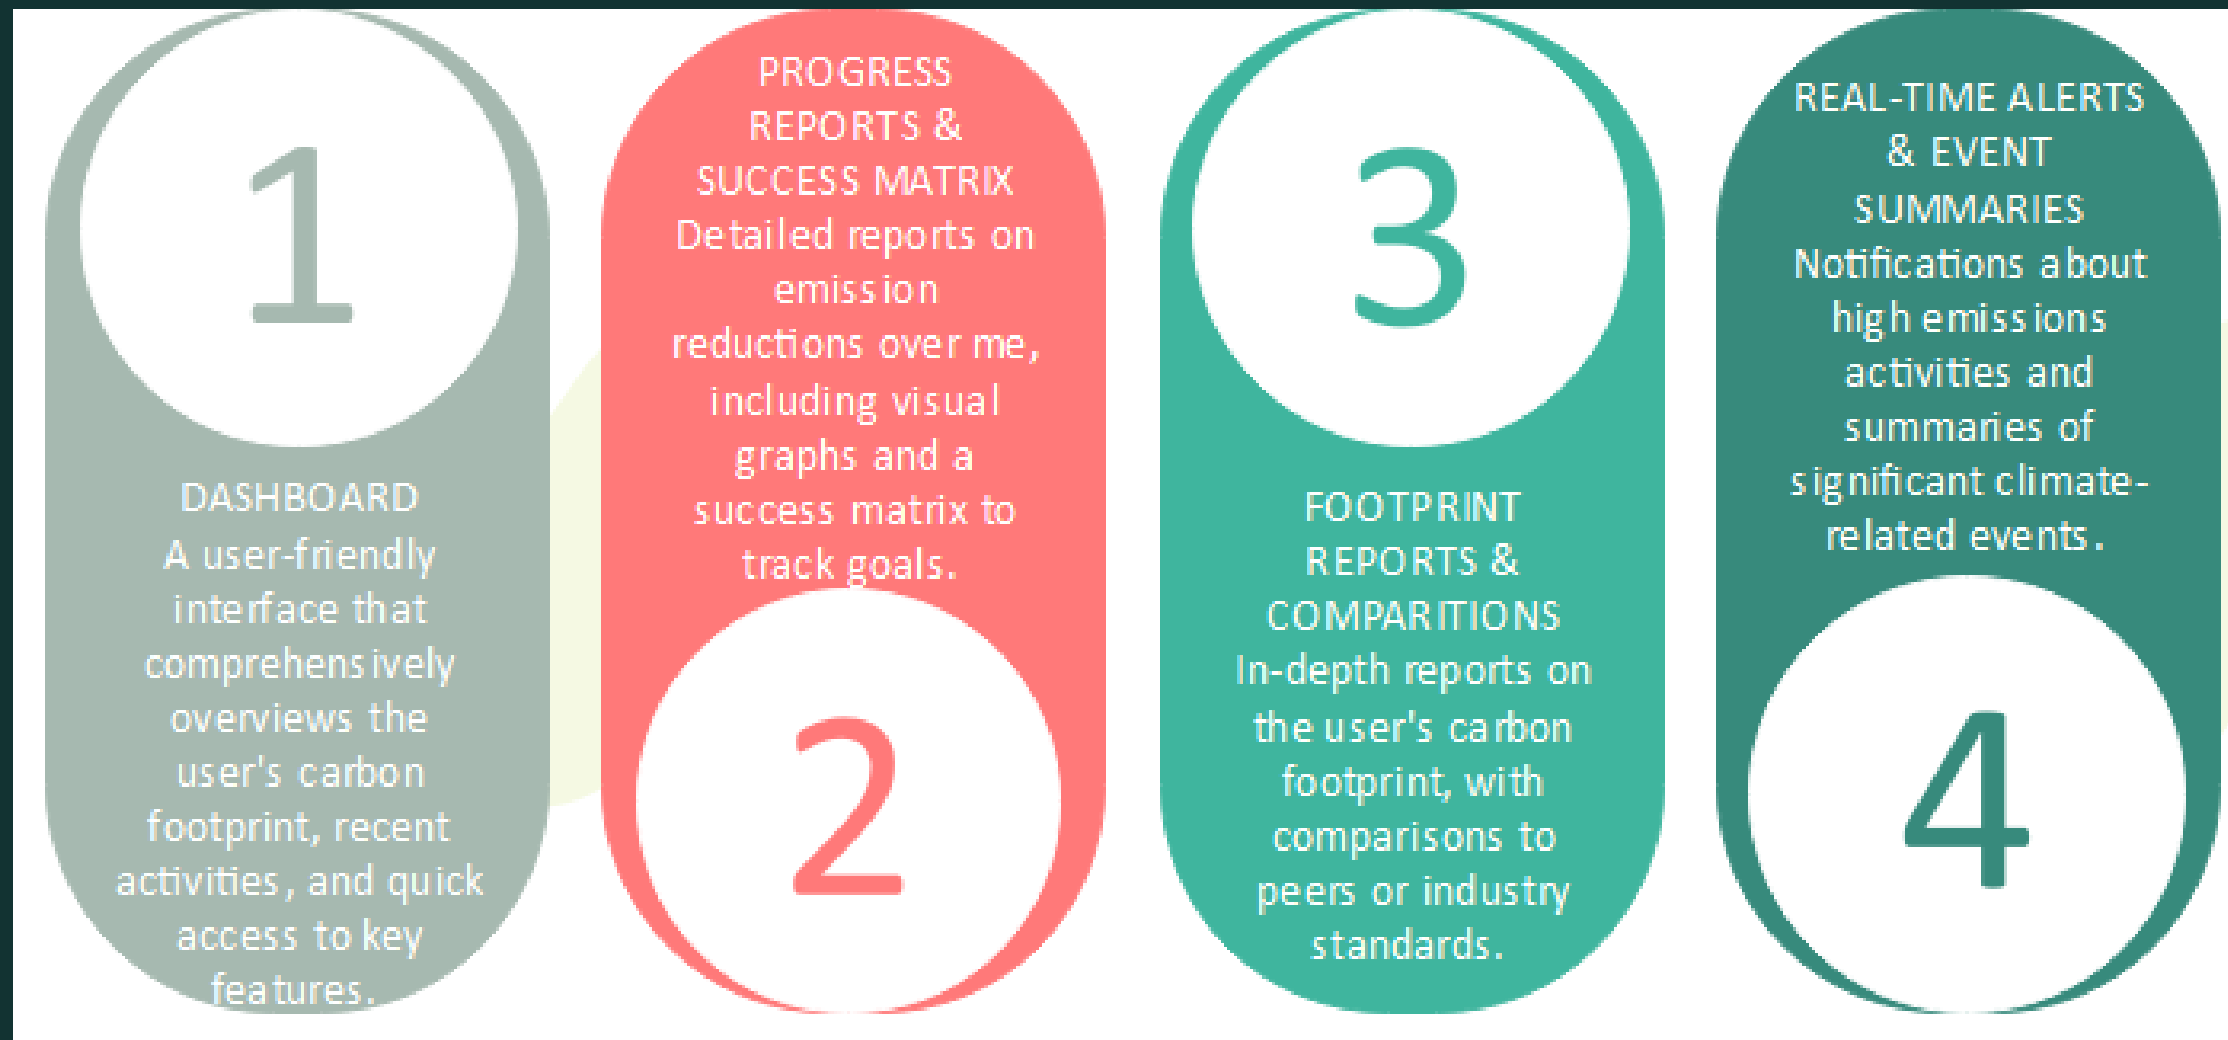 1
DASHBOARD
A user-friendly
interface that
comprehensively
overviews the
user's carbon
footprint, recent
activities, and quick
access to key
features.
PROGRESS
REPORTS &
SUCCESS MATRIX
Detailed reports on
emission
reductions over me,
including visual
graphs and a
success matrix to
track goals.
2
3
FOOTPRINT
REPORTS &
COMPARITIONS
In-depth reports on
the user's carbon
footprint, with
comparisons to
peers or industry
standards.
REAL-TIME ALERTS
& EVENT
SUMMARIES
Notifications about
high emissions
activities and
summaries of
significant climate-
related events.
4